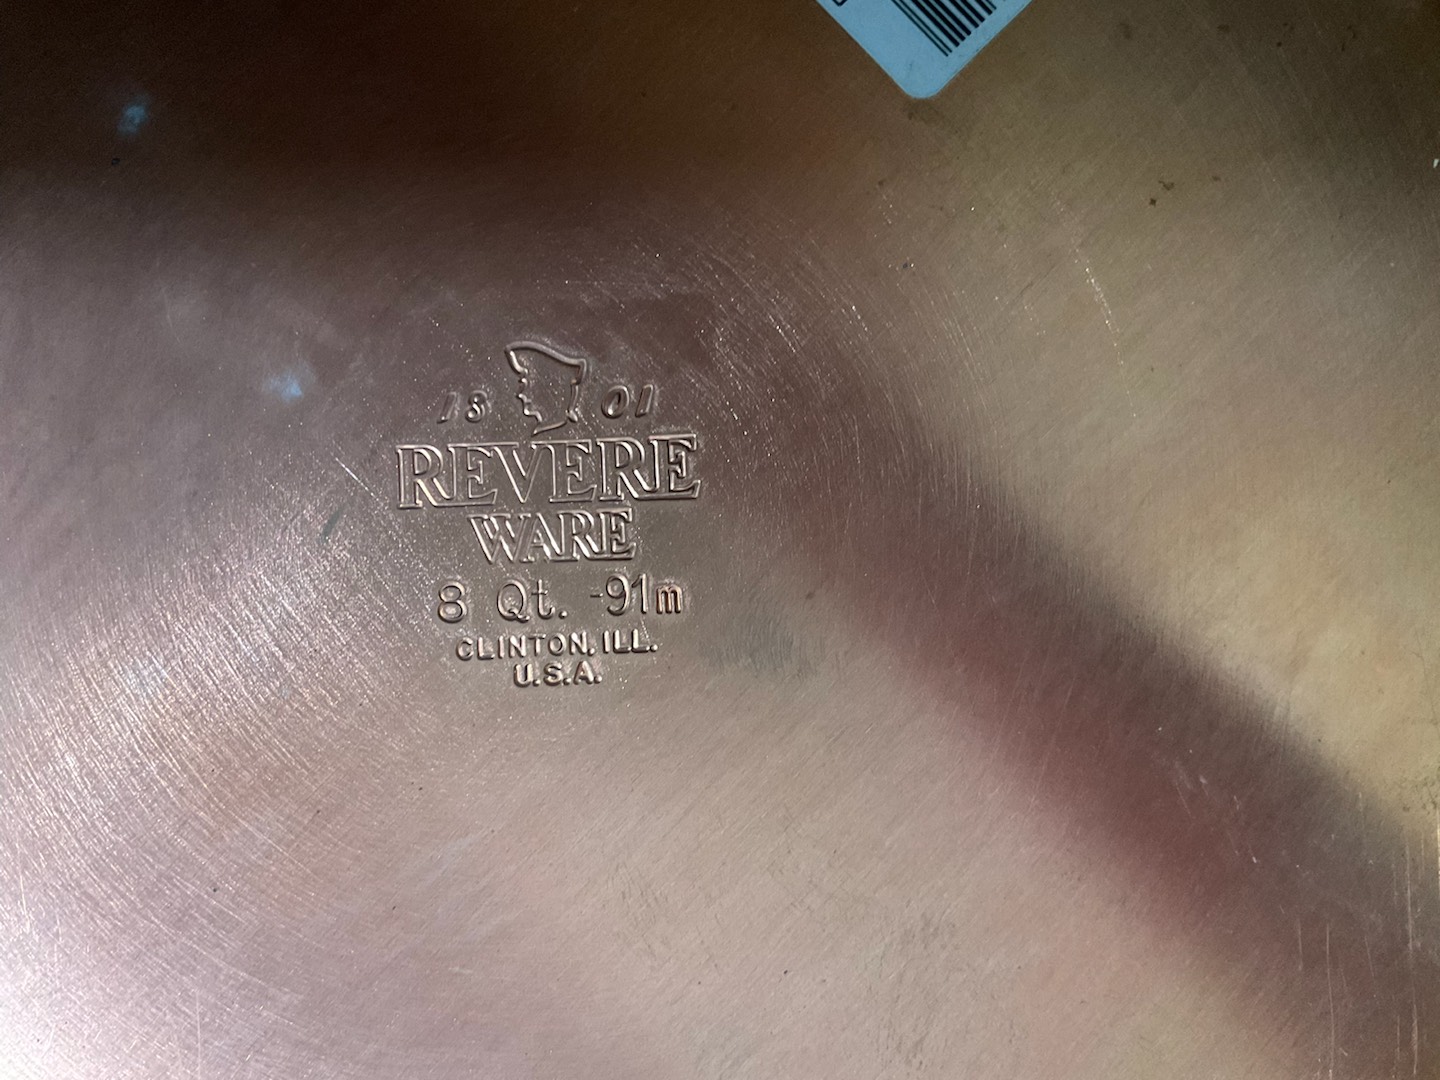 18 01
REVERE
WARE
8 Qt. -91m
CLINTON, ILL.
U.S.A.